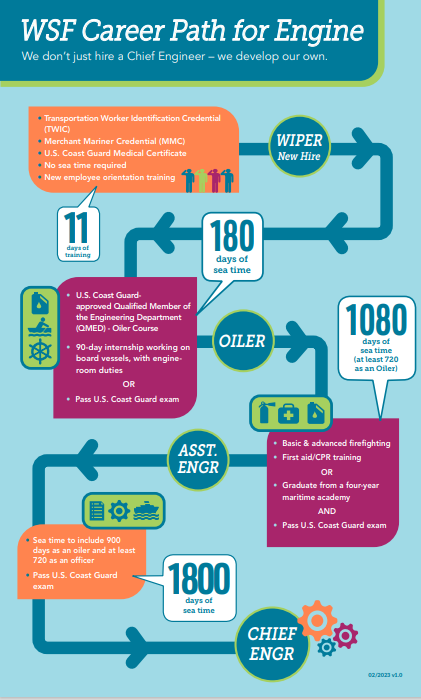 WSF Career Path for Engine
We don't just hire a Chief Engineer – we develop our own.
• Transportation Worker Identification Credential
(TWIC)
• Merchant Mariner Credential (MMC)
• U.S. Coast Guard Medical Certificate
• No sea time required
• New employee orientation training
WIPER
New Hire
11
days of
training
180
days of
sea time
• U.S. Coast Guard-
approved Qualified Member of
the Engineering Department
(QMED) - Oiler Course
• 90-day internship working on
board vessels, with engine-
room duties
OR
• Pass U.S. Coast Guard exam
OILER
1080
days of
sea time
(at least 720
as an Oiler)
• Basic & advanced firefighting
• First aid/CPR training
OR
• Graduate from a four-year
maritime academy
AND
• Pass U.S. Coast Guard exam
ASST.
ENGR
• Sea time to include 900
days as an oiler and at least
720 as an officer
• Pass U.S. Coast Guard
exam
1800
days of
sea time
CHIEF
ENGR
02/2023 v1.0